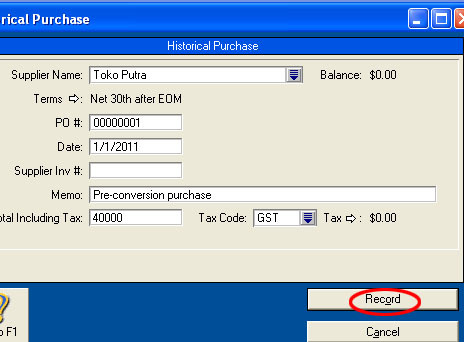 rical Purchase
Historical Purchase
Supplier Name: Toko Putra Balance: $0.00
Terms : Net 30th after EOM
PO #: 00000001
Date: 1/1/2011
Supplier Inv #:
Memo: Pre-conversion purchase
otal Including Tax: 40000 Tax Code: GST Tax : $0.00
Record
F1
Cancel